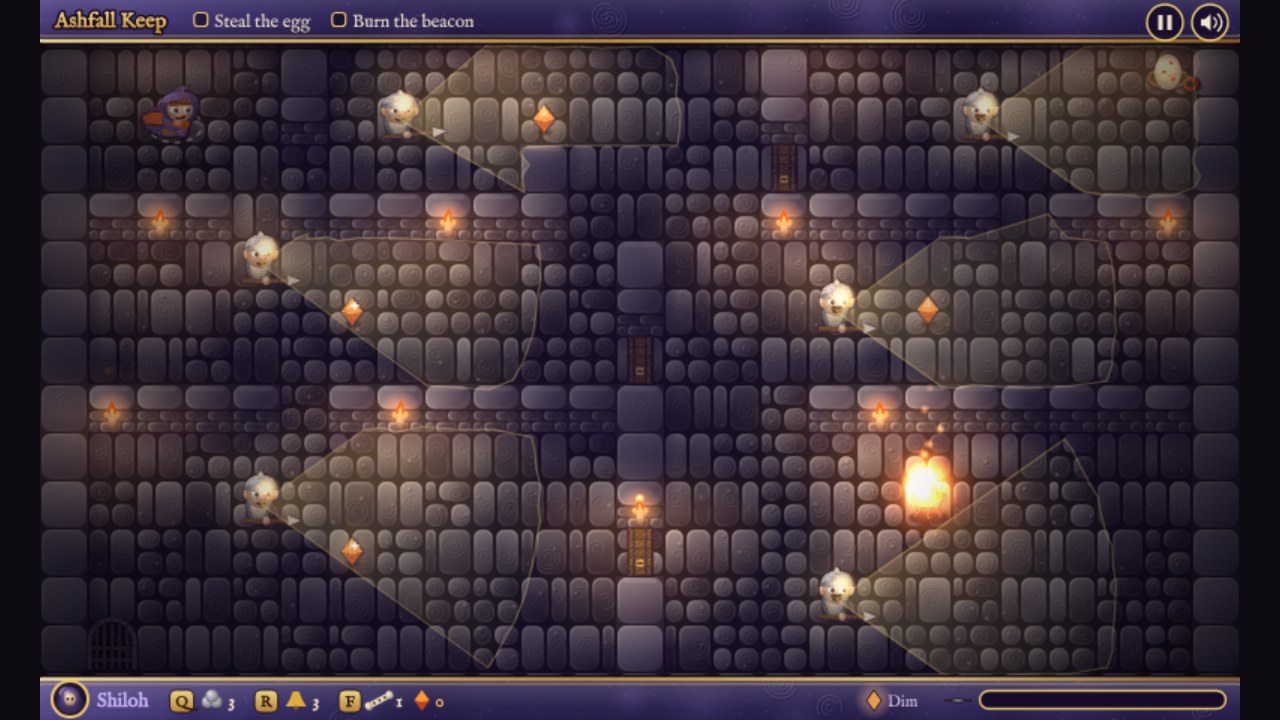 Ashfall Keep
Steal the egg
Burn the beacon
Shiloh
Q 3
R 3
F 1
0
Dim